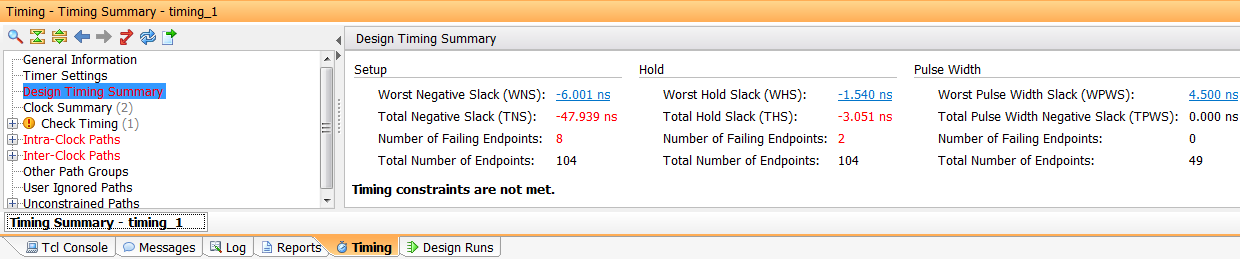 Timing - Timing Summary - timing_1
General Information
Timer Settings
Design Timing Summary
Clock Summary (2)
Check Timing (1)
Intra-Clock Paths
Inter-Clock Paths
Other Path Groups
User Ignored Paths
Unconstrained Paths
Design Timing Summary
Setup Hold Pulse Width
Worst Negative Slack (WNS): -6.001 ns Worst Hold Slack (WHS): -1.540 ns Worst Pulse Width Slack (WPWS): 4.500 ns
Total Negative Slack (TNS): -47.939 ns Total Hold Slack (THS): -3.051 ns Total Pulse Width Negative Slack (TPWS): 0.000 ns
Number of Failing Endpoints: 8 Number of Failing Endpoints: 2 Number of Failing Endpoints: 0
Total Number of Endpoints: 104 Total Number of Endpoints: 104 Total Number of Endpoints: 49
Timing constraints are not met.
Timing Summary - timing_1
Tcl Console Messages Log Reports Timing Design Runs